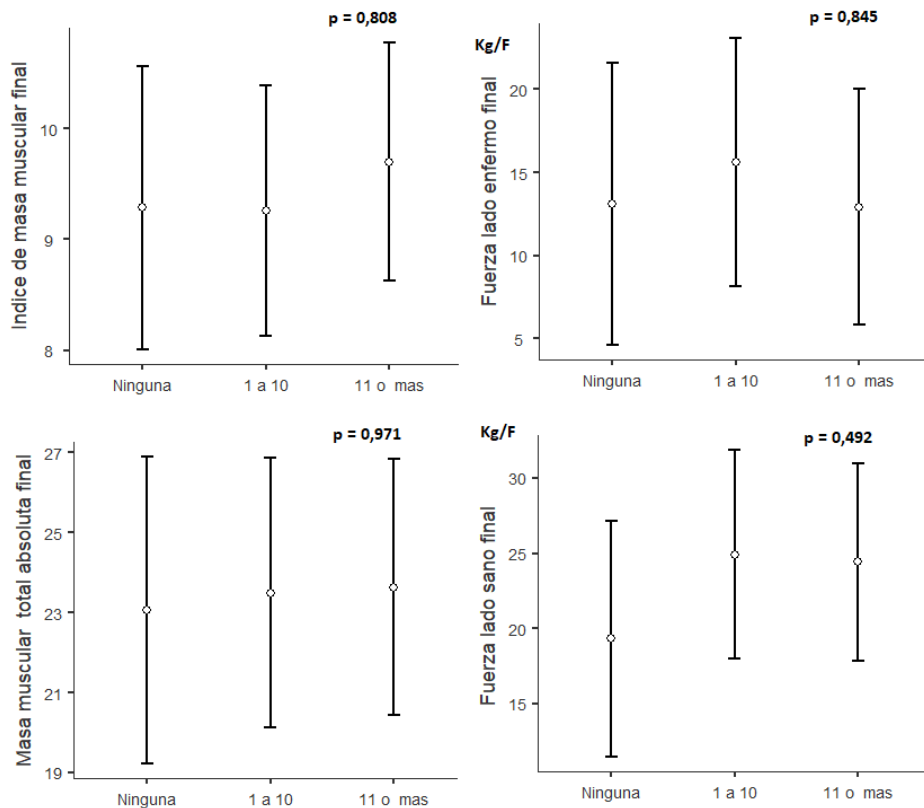 p = 0,808
Indice de masa muscular final
10
9
8
Ninguna
1 a 10
11 o mas
p = 0,845
Kg/F
Fuerza lado enfermo final
20
15
10
5
Ninguna
1 a 10
11 o mas
p = 0,971
Masa muscular total absoluta final
27
25
23
21
19
Ninguna
1 a 10
11 o mas
Kg/F
p = 0,492
Fuerza lado sano final
30
25
20
15
Ninguna
1 a 10
11 o mas